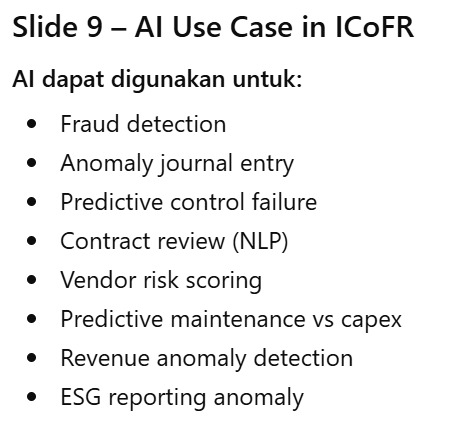 Slide 9 – AI Use Case in ICoFR
AI dapat digunakan untuk:
• Fraud detection
• Anomaly journal entry
• Predictive control failure
• Contract review (NLP)
• Vendor risk scoring
• Predictive maintenance vs capex
• Revenue anomaly detection
• ESG reporting anomaly